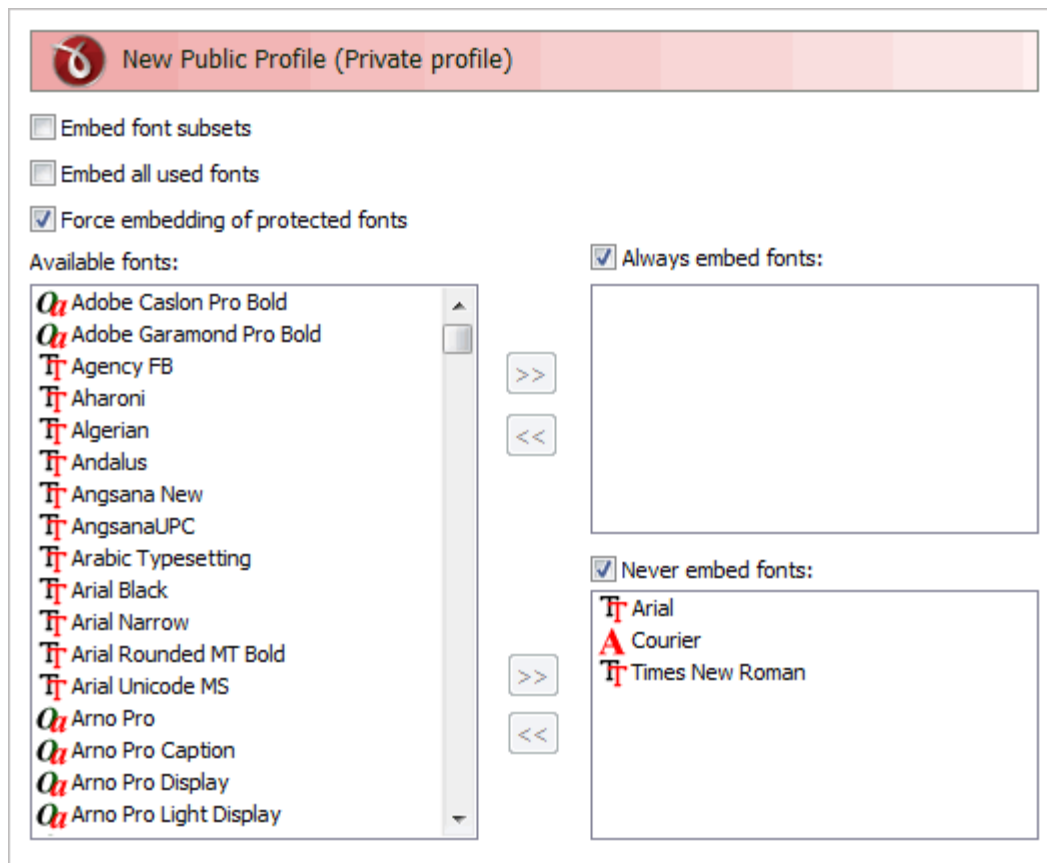 New Public Profile (Private profile)
Embed font subsets
Embed all used fonts
Force embedding of protected fonts
Available fonts:
Adobe Caslon Pro Bold
Adobe Garamond Pro Bold
Agency FB
Aharoni
Algerian
Andalus
Angsana New
AngsanaUPC
Arabic Typesetting
Arial Black
Arial Narrow
Arial Rounded MT Bold
Arial Unicode MS
Arno Pro
Arno Pro Caption
Arno Pro Display
Arno Pro Light Display
>>
<<
>>
<<
Always embed fonts:
Never embed fonts:
Arial
Courier
Times New Roman